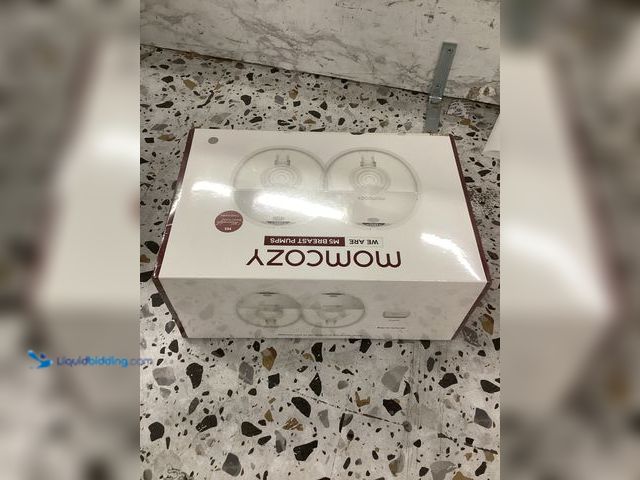 MOMCOZY
WE ARE M5 BREAST PUMPS
Liquidbidding.com